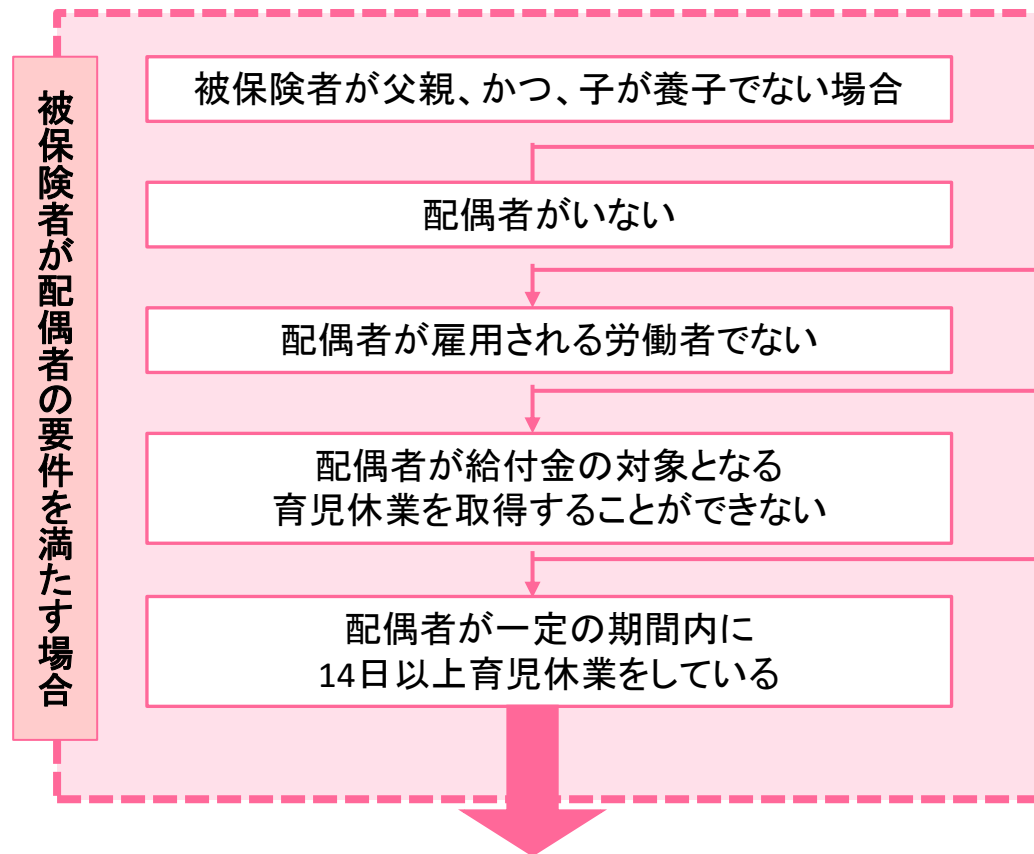 被保険者が配偶者の要件を満たす場合
被保険者が父親、かつ、子が養子でない場合
配偶者がいない
配偶者が雇用される労働者でない
配偶者が給付金の対象となる
育児休業を取得することができない
配偶者が一定の期間内に
14日以上育児休業をしている